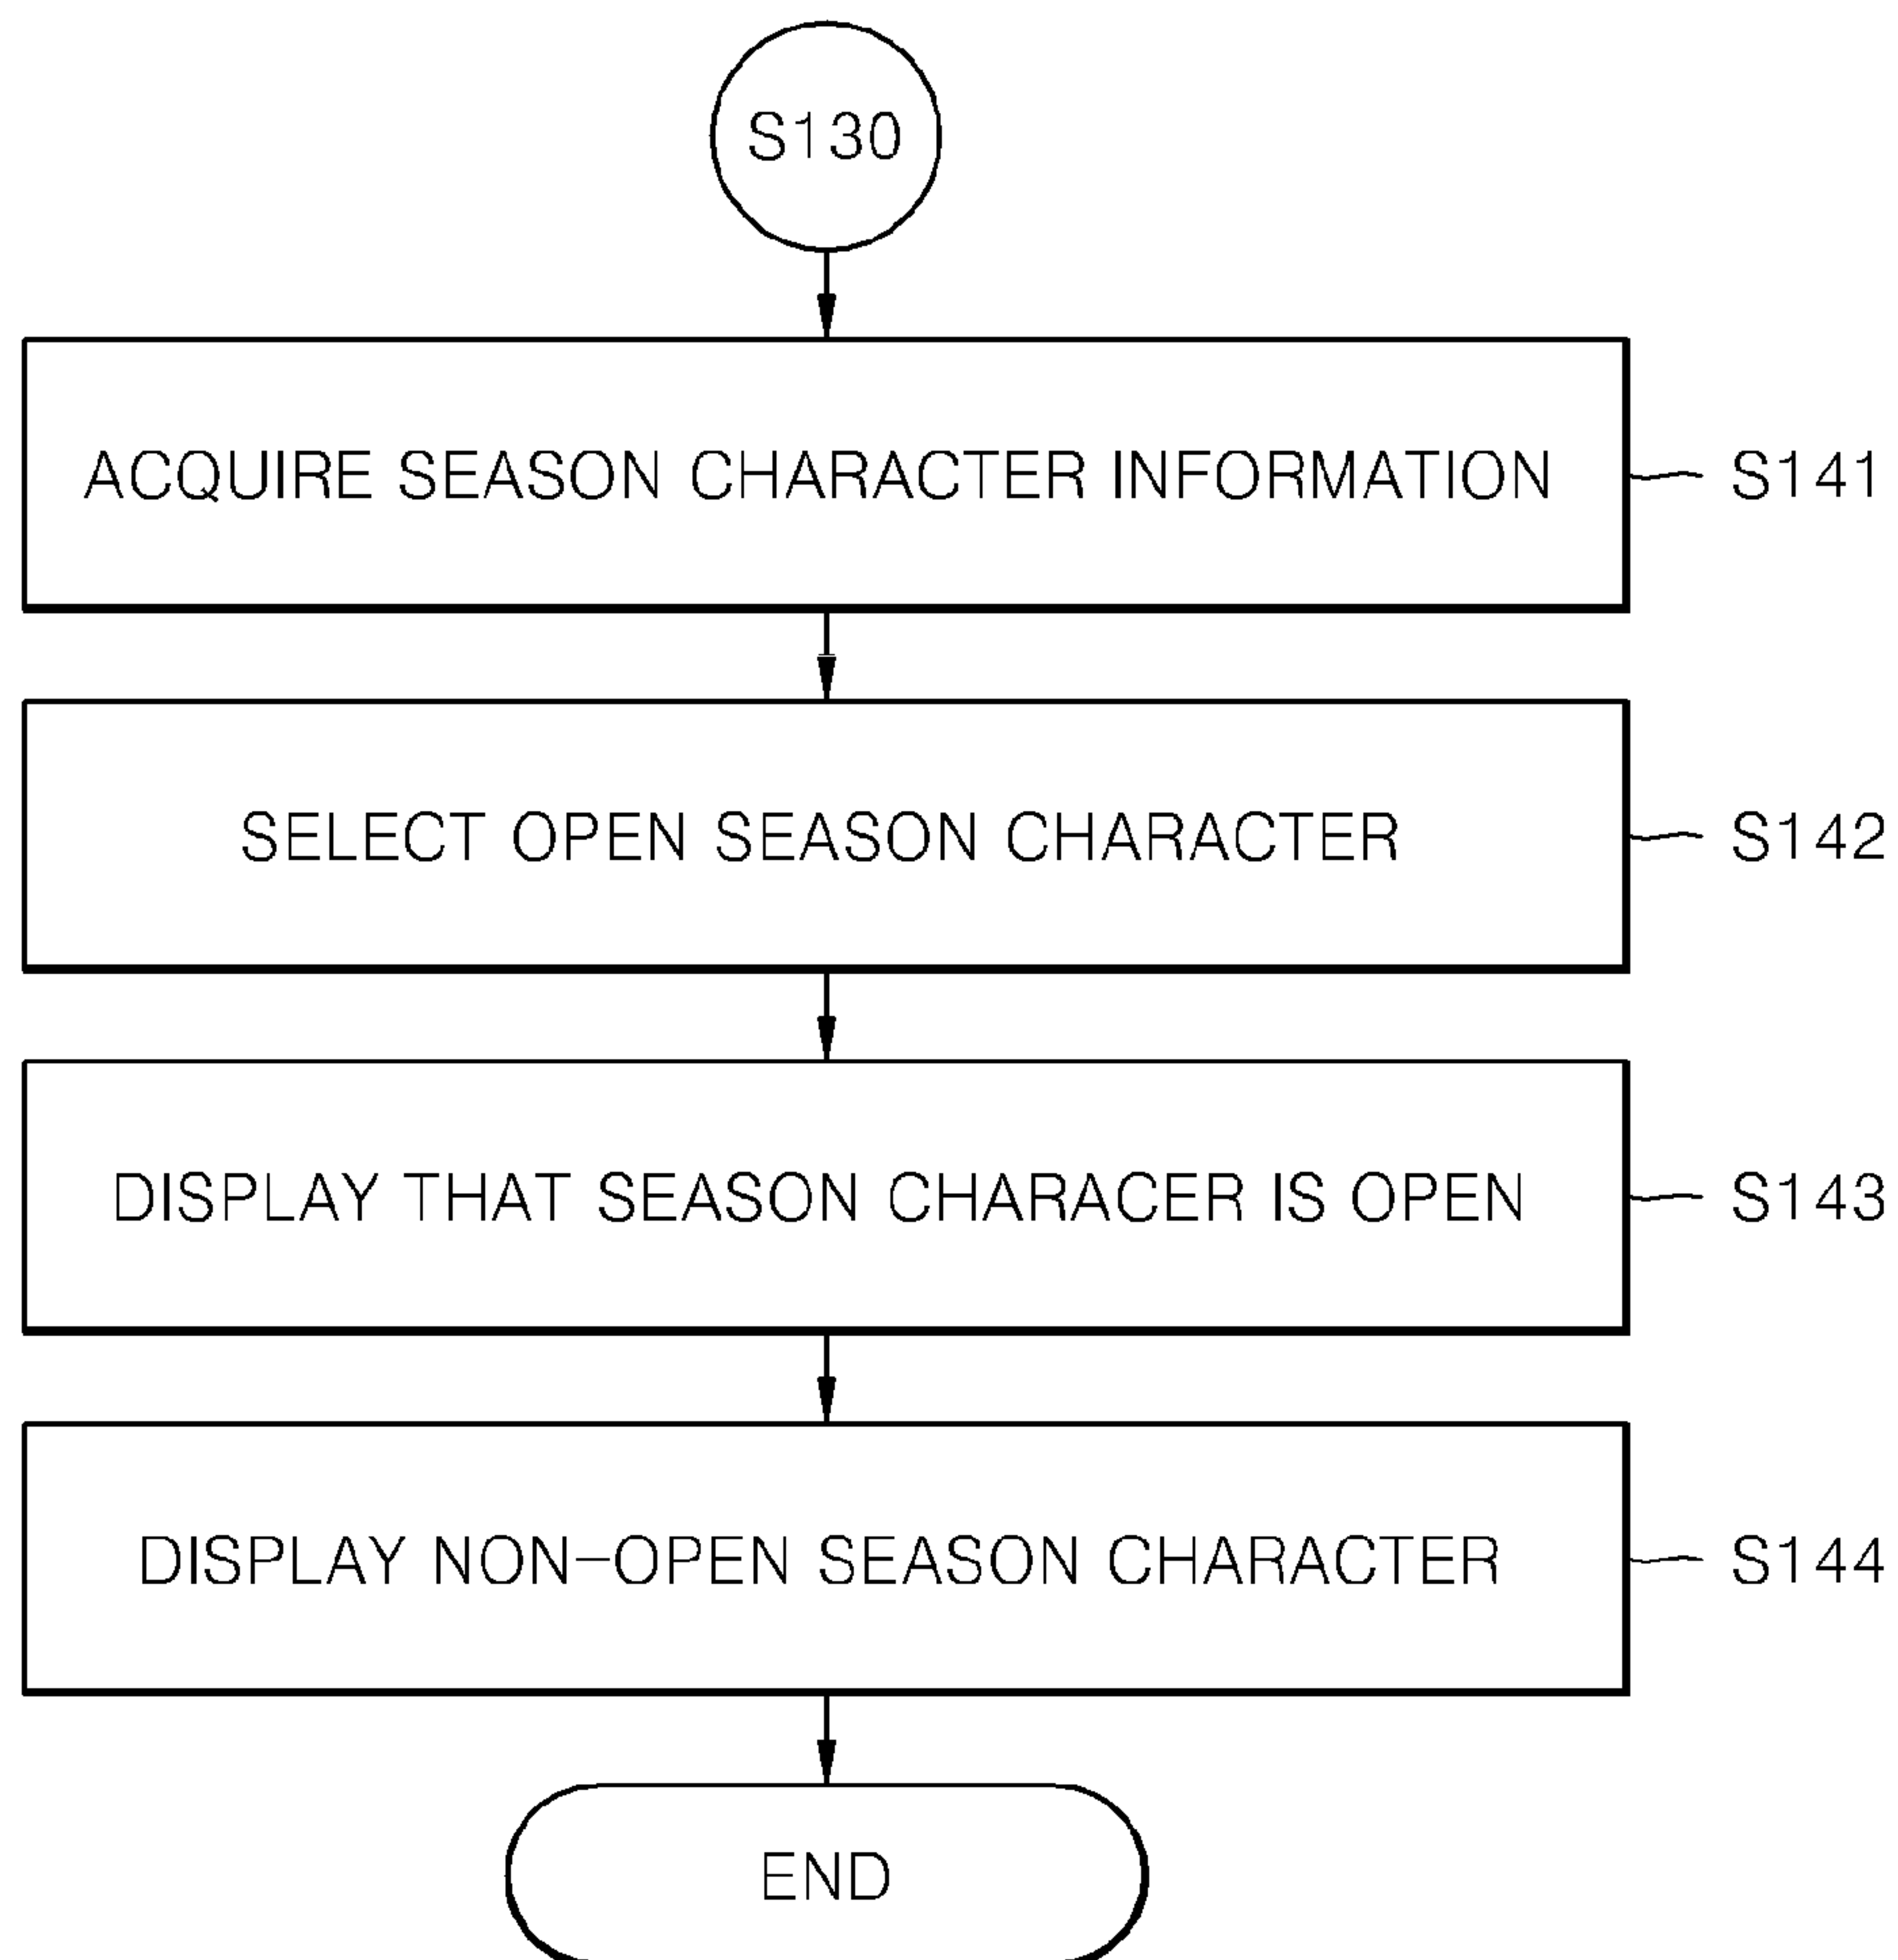 S130
ACQUIRE SEASON CHARACTER INFORMATION
S141
SELECT OPEN SEASON CHARACTER
S142
DISPLAY THAT SEASON CHARACER IS OPEN
S143
DISPLAY NON-OPEN SEASON CHARACTER
S144
END